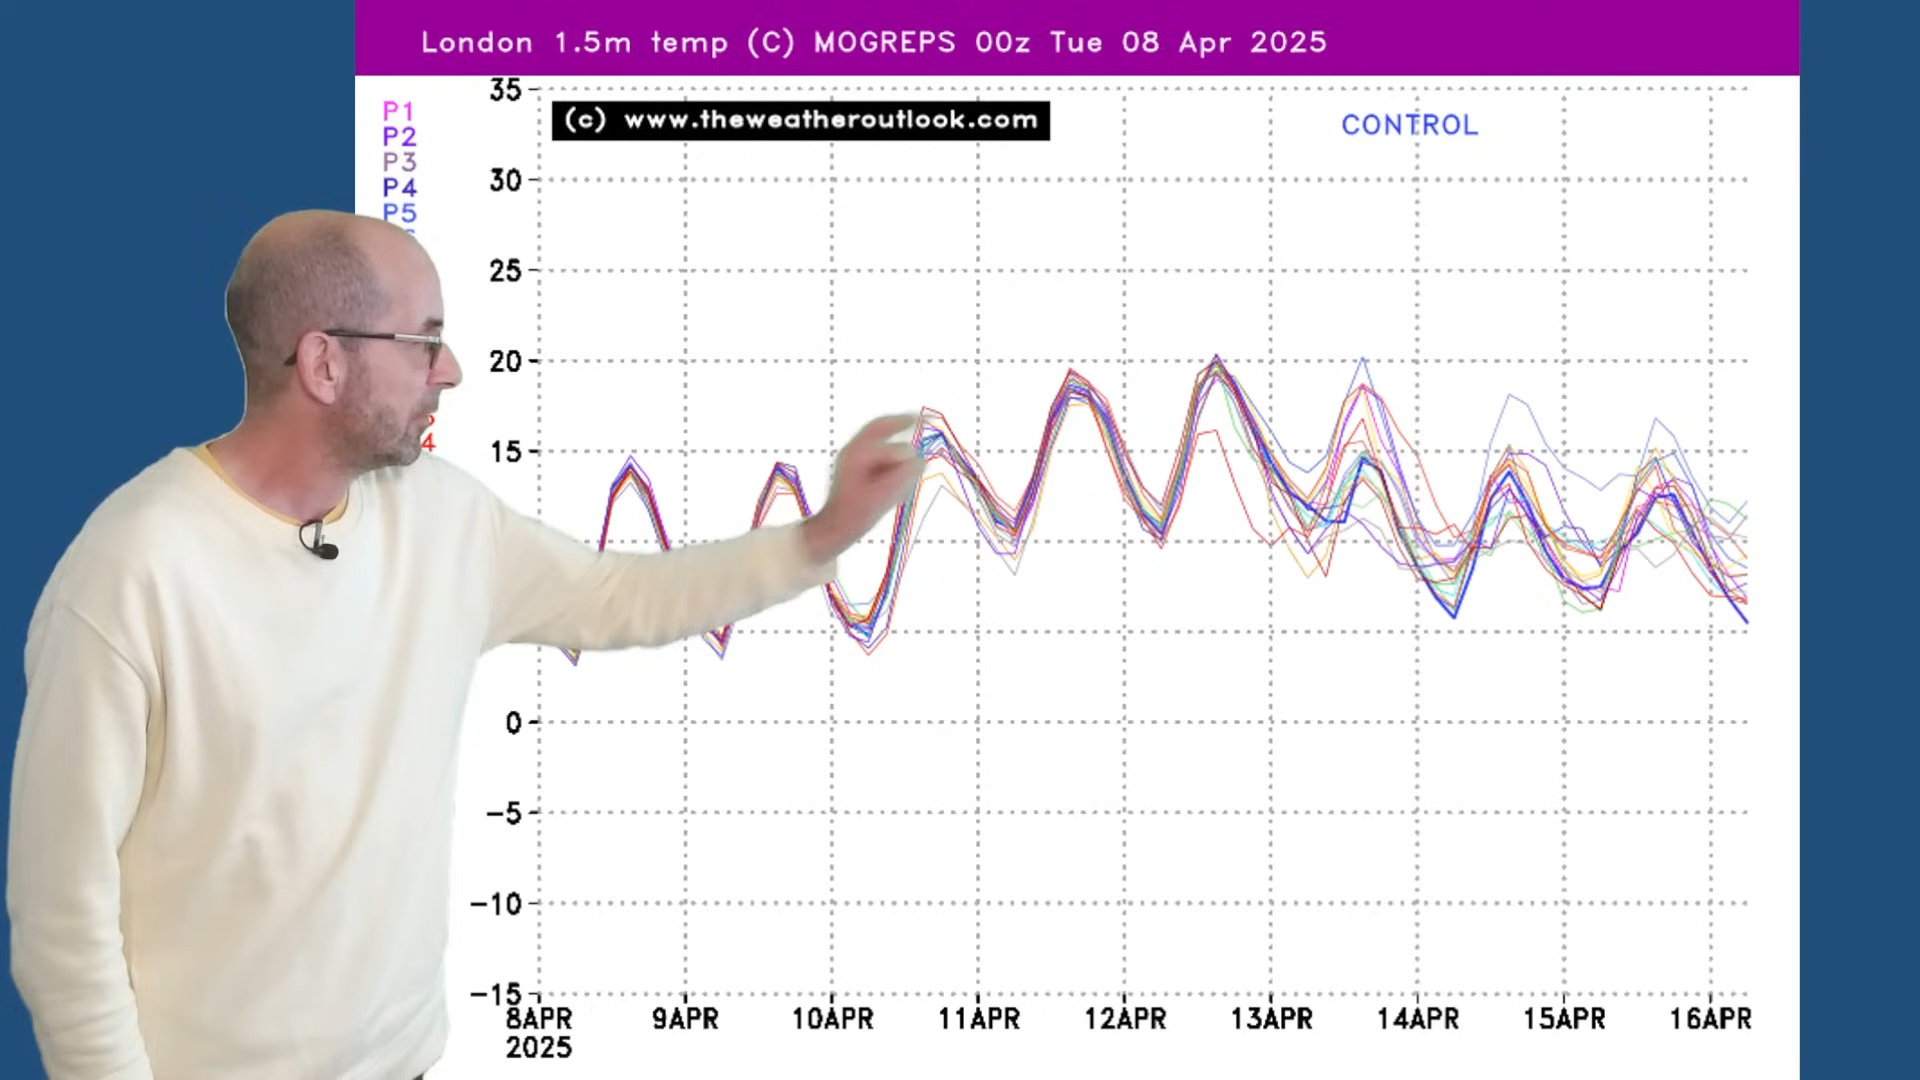 London 1.5m temp (C) MOGREPS 00z Tue 08 Apr 2025
(c) www.theweatheroutlook.com
CONTROL
P1
P2
P3
P4
P5
4
35
30
25
20
15
0
−5
−10
−15
8APR 9APR 10APR 11APR 12APR 13APR 14APR 15APR 16APR
2025